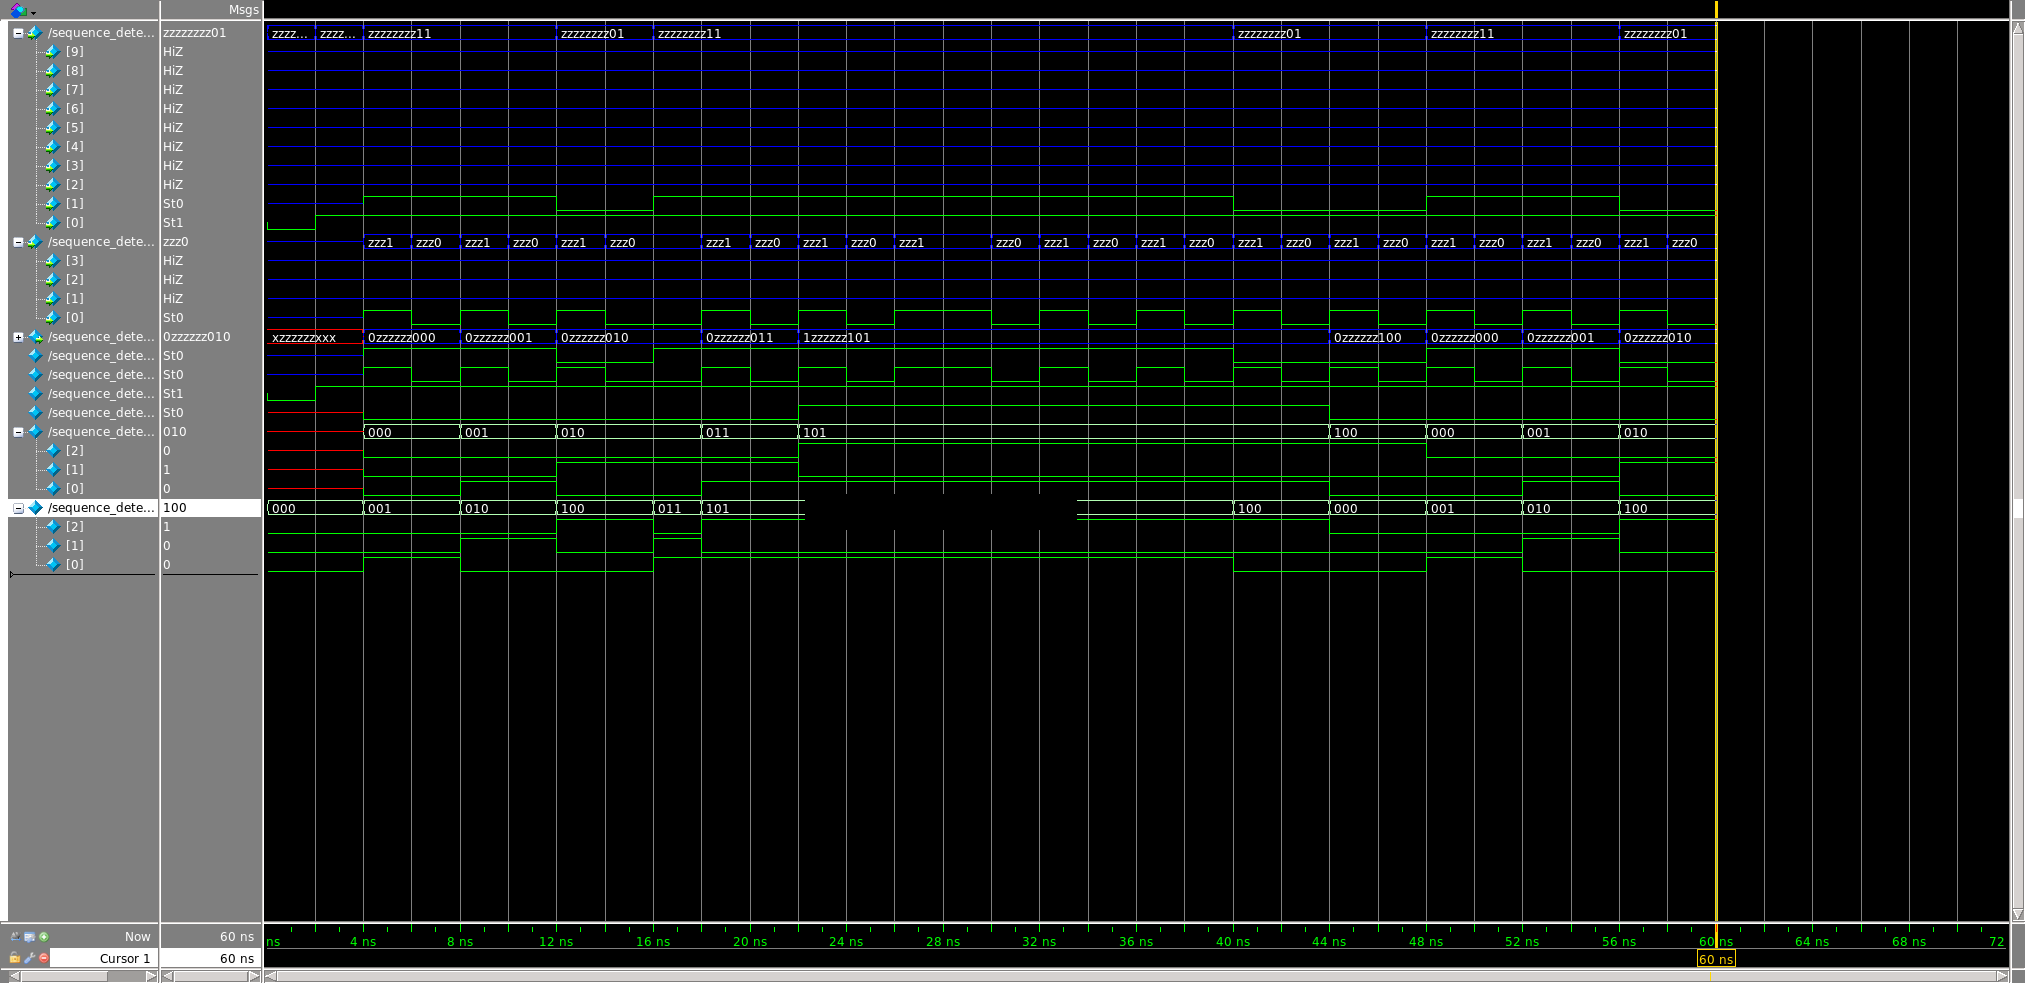 Msgs
/sequence_dete... zzzzzzzz01 zzzz... zzzz... zzzzzzzz11 zzzzzzzz01 zzzzzzzz11 zzzzzzzz01 zzzzzzzz11 zzzzzzzz01
[9] HiZ
[8] HiZ
[7] HiZ
[6] HiZ
[5] HiZ
[4] HiZ
[3] HiZ
[2] HiZ
[1] St0
[0] St1
/sequence_dete... zzz0 zzz1 zzz0 zzz1 zzz0 zzz1 zzz0 zzz1 zzz0 zzz1 zzz0 zzz1 zzz0 zzz1 zzz0 zzz1 zzz0 zzz1 zzz0 zzz1 zzz0 zzz1 zzz0 zzz1 zzz0 zzz1 zzz0
[3] HiZ
[2] HiZ
[1] HiZ
[0] St0
/sequence_dete... 0zzzzzz010 xzzzzzzxxx 0zzzzzz000 0zzzzzz001 0zzzzzz010 0zzzzzz011 1zzzzzz101 0zzzzzz100 0zzzzzz000 0zzzzzz001 0zzzzzz010
/sequence_dete... St0
/sequence_dete... St0
/sequence_dete... St1
/sequence_dete... St0
/sequence_dete... 010 000 001 010 011 101 100 000 001 010
[2] 0
[1] 1
[0] 0
/sequence_dete... 100 000 001 010 100 011 101 100 000 001 010 100
[2] 1
[1] 0
[0] 0
Now 60 ns ns 4 ns 8 ns 12 ns 16 ns 20 ns 24 ns 28 ns 32 ns 36 ns 40 ns 44 ns 48 ns 52 ns 56 ns 60 ns 64 ns 68 ns 72
Cursor 1 60 ns 60 ns